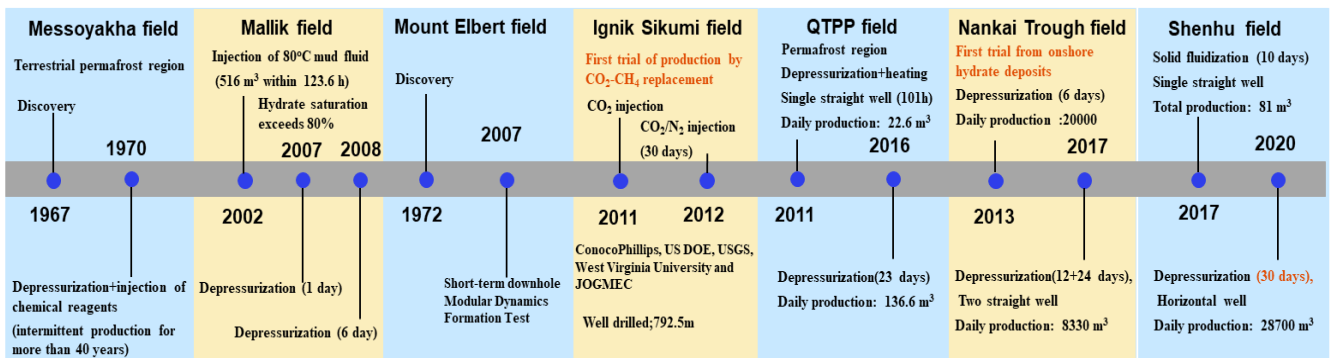 Messoyakha field
Terrestrial permafrost region
Discovery
1970
1967
Depressurization+injection of
chemical reagents
(intermittent production for
more than 40 years)
Mallik field
Injection of 80°C mud fluid
(516 m³ within 123.6 h)
Hydrate saturation
exceeds 80%
2007
2008
2002
Depressurization (1 day)
Depressurization (6 day)
Mount Elbert field
Discovery
2007
1972
Short-term downhole
Modular Dynamics
Formation Test
Ignik Sikumi field
First trial of production by
CO₂-CH₄ replacement
CO₂ injection
CO₂/N₂ injection
(30 days)
2011
2012
ConocoPhillips, US DOE, USGS,
West Virginia University and
JOGMEC
Well drilled;792.5m
QTPP field
Permafrost region
Depressurization+heating
Single straight well (101h)
Daily production: 22.6 m³
2016
2011
Depressurization(23 days)
Daily production: 136.6 m³
Nankai Trough field
First trial from onshore
hydrate deposits
Depressurization (6 days)
Daily production :20000
2017
2013
Depressurization(12+24 days),
Two straight well
Daily production: 8330 m³
Shenhu field
Solid fluidization (10 days)
Single straight well
Total production: 81 m³
2020
2017
Depressurization (30 days),
Horizontal well
Daily production: 28700 m³